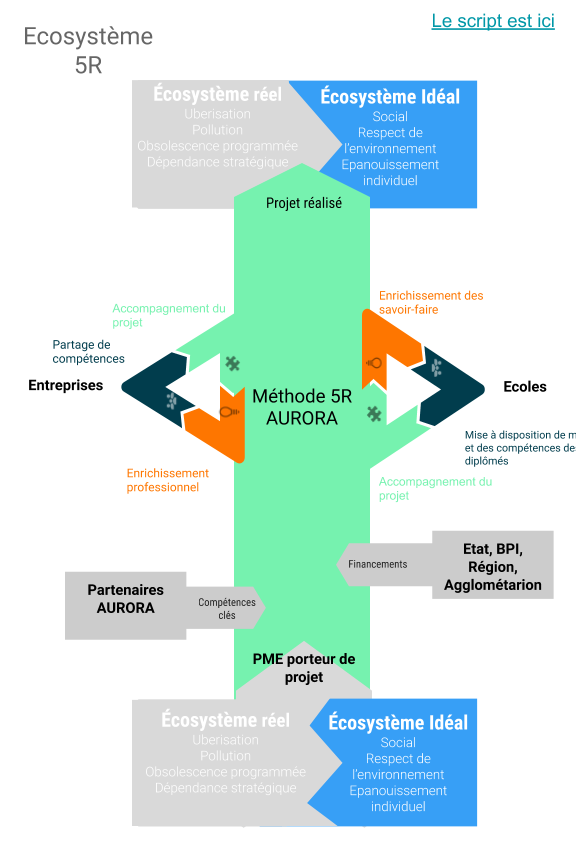 Le script est ici
Ecosystème
5R
Écosystème réel
Uberisation
Pollution
Obsolescence programmée
Dépendance stratégique
Écosystème Idéal
Social
Respect de
l'environnement
Epanouissement
individuel
Projet réalisé
Accompagnement du
projet
Enrichissement des
savoir-faire
Partage de
compétences
Entreprises
Méthode 5R
AURORA
Ecoles
Mise à disposition de m
et des compétences de
diplômés
Enrichissement
professionnel
Accompagnement du
projet
Etat, BPI,
Région,
Agglométarion
Financements
Partenaires
AURORA
Compétences
clés
PME porteur de
projet
Écosystème réel
Uberisation
Pollution
Obsolescence programmée
Dépendance stratégique
Écosystème Idéal
Social
Respect de
l'environnement
Epanouissement
individuel